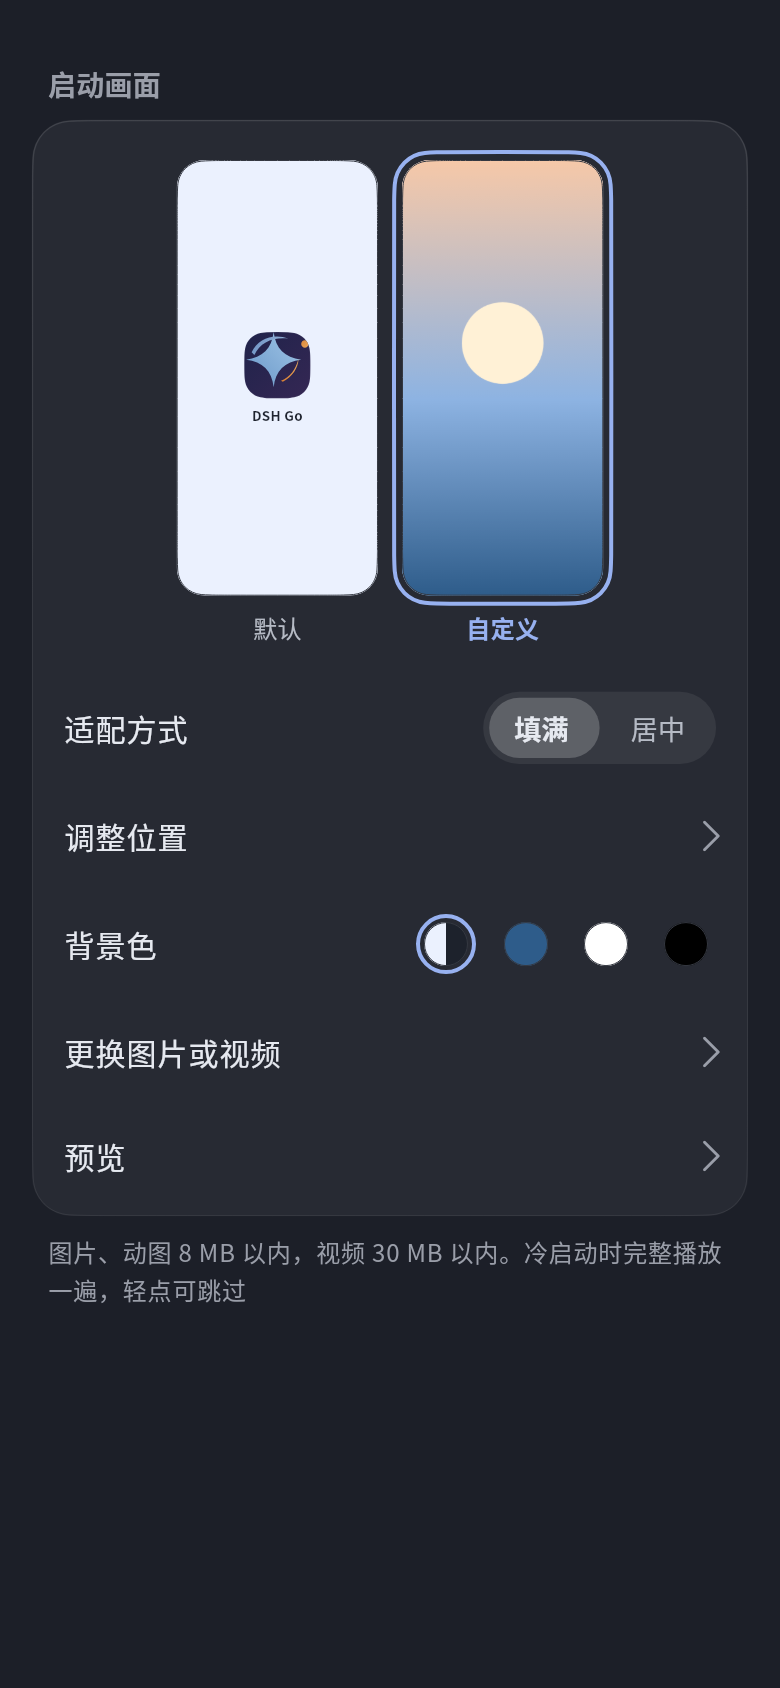 启动画面
DSH Go
默认
自定义
适配方式
填满
居中
调整位置
背景色
更换图片或视频
预览
图片、动图 8 MB 以内，视频 30 MB 以内。冷启动时完整播放
一遍，轻点可跳过